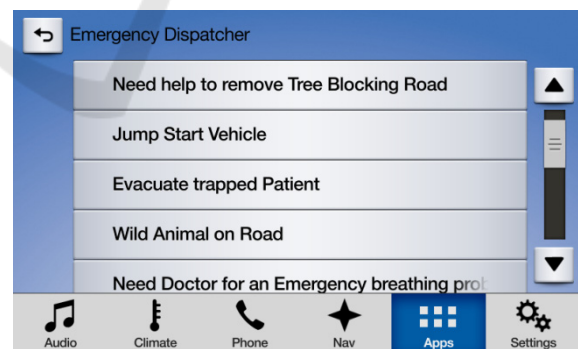 Emergency Dispatcher
Need help to remove Tree Blocking Road
Jump Start Vehicle
Evacuate trapped Patient
Wild Animal on Road
Need Doctor for an Emergency breathing prob
Audio Climate Phone Nav Apps Settings